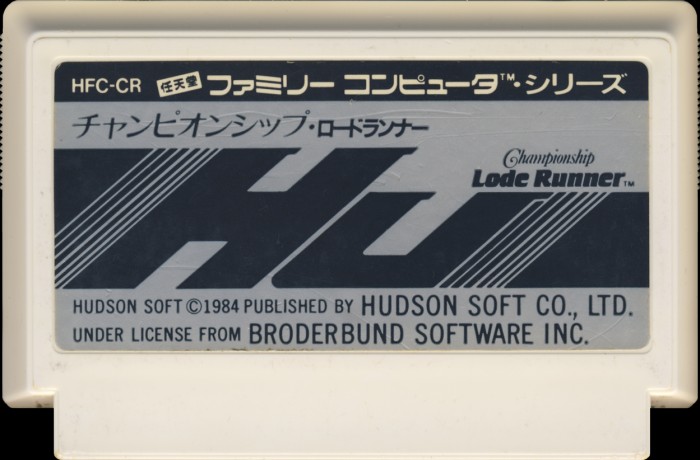 HFC-CR 任天堂 ファミリー コンピュータ™・シリーズ
チャンピオンシップ・ロードランナー
Championship
Lode Runner™
HU
HUDSON SOFT ©1984 PUBLISHED BY HUDSON SOFT CO., LTD.
UNDER LICENSE FROM BRODERBUND SOFTWARE INC.